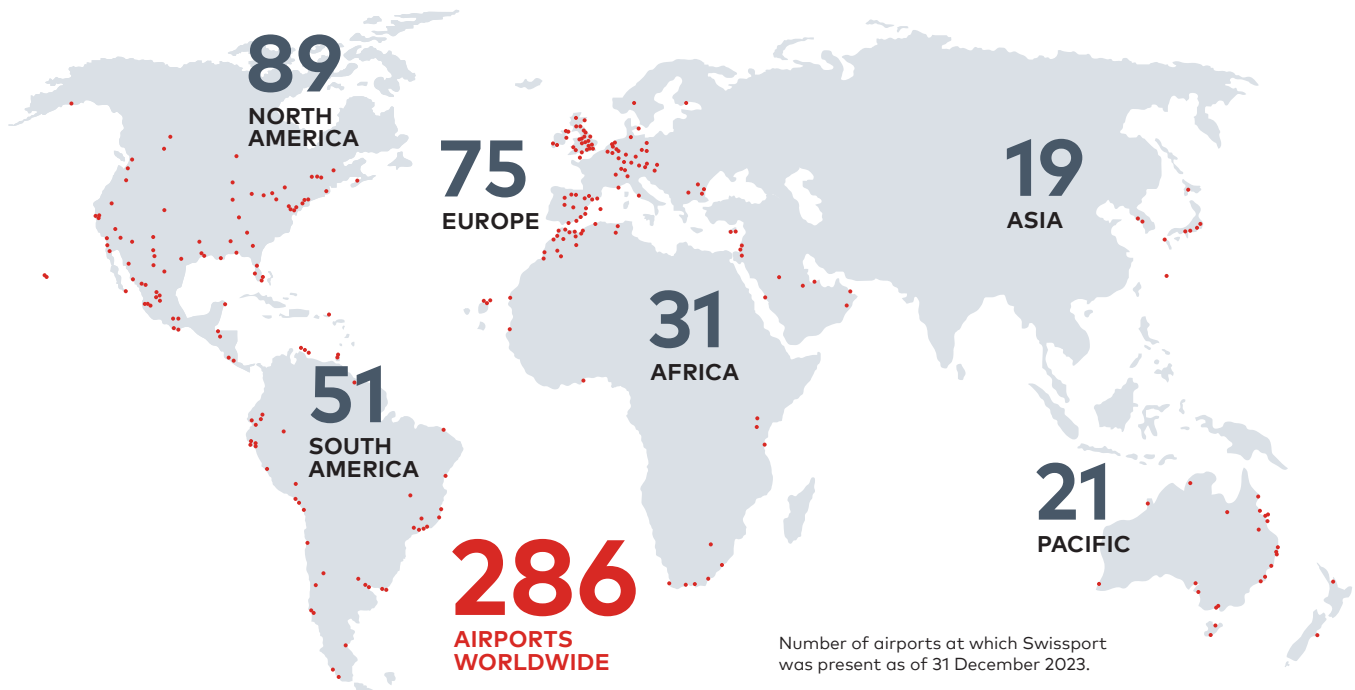 89
NORTH
AMERICA
75
EUROPE
19
ASIA
31
AFRICA
51
SOUTH
AMERICA
21
PACIFIC
286
AIRPORTS
WORLDWIDE
Number of airports at which Swissport
was present as of 31 December 2023.